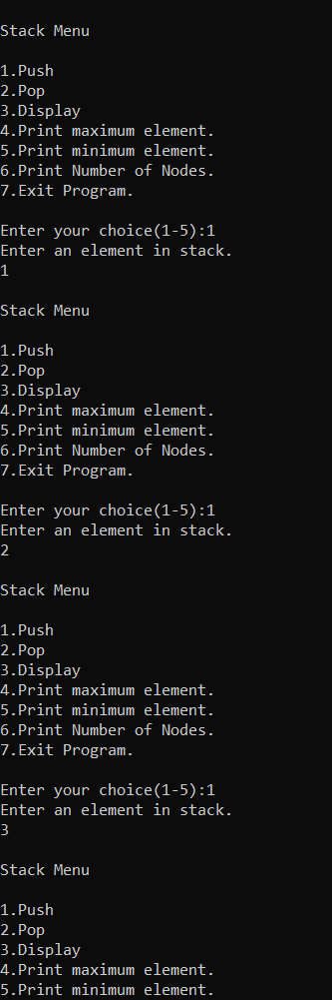 Stack Menu
1.Push
2.Pop
3.Display
4.Print maximum element.
5.Print minimum element.
6.Print Number of Nodes.
7.Exit Program.
Enter your choice(1-5):1
Enter an element in stack.
1
Stack Menu
1.Push
2.Pop
3.Display
4.Print maximum element.
5.Print minimum element.
6.Print Number of Nodes.
7.Exit Program.
Enter your choice(1-5):1
Enter an element in stack.
2
Stack Menu
1.Push
2.Pop
3.Display
4.Print maximum element.
5.Print minimum element.
6.Print Number of Nodes.
7.Exit Program.
Enter your choice(1-5):1
Enter an element in stack.
3
Stack Menu
1.Push
2.Pop
3.Display
4.Print maximum element.
5.Print minimum element.